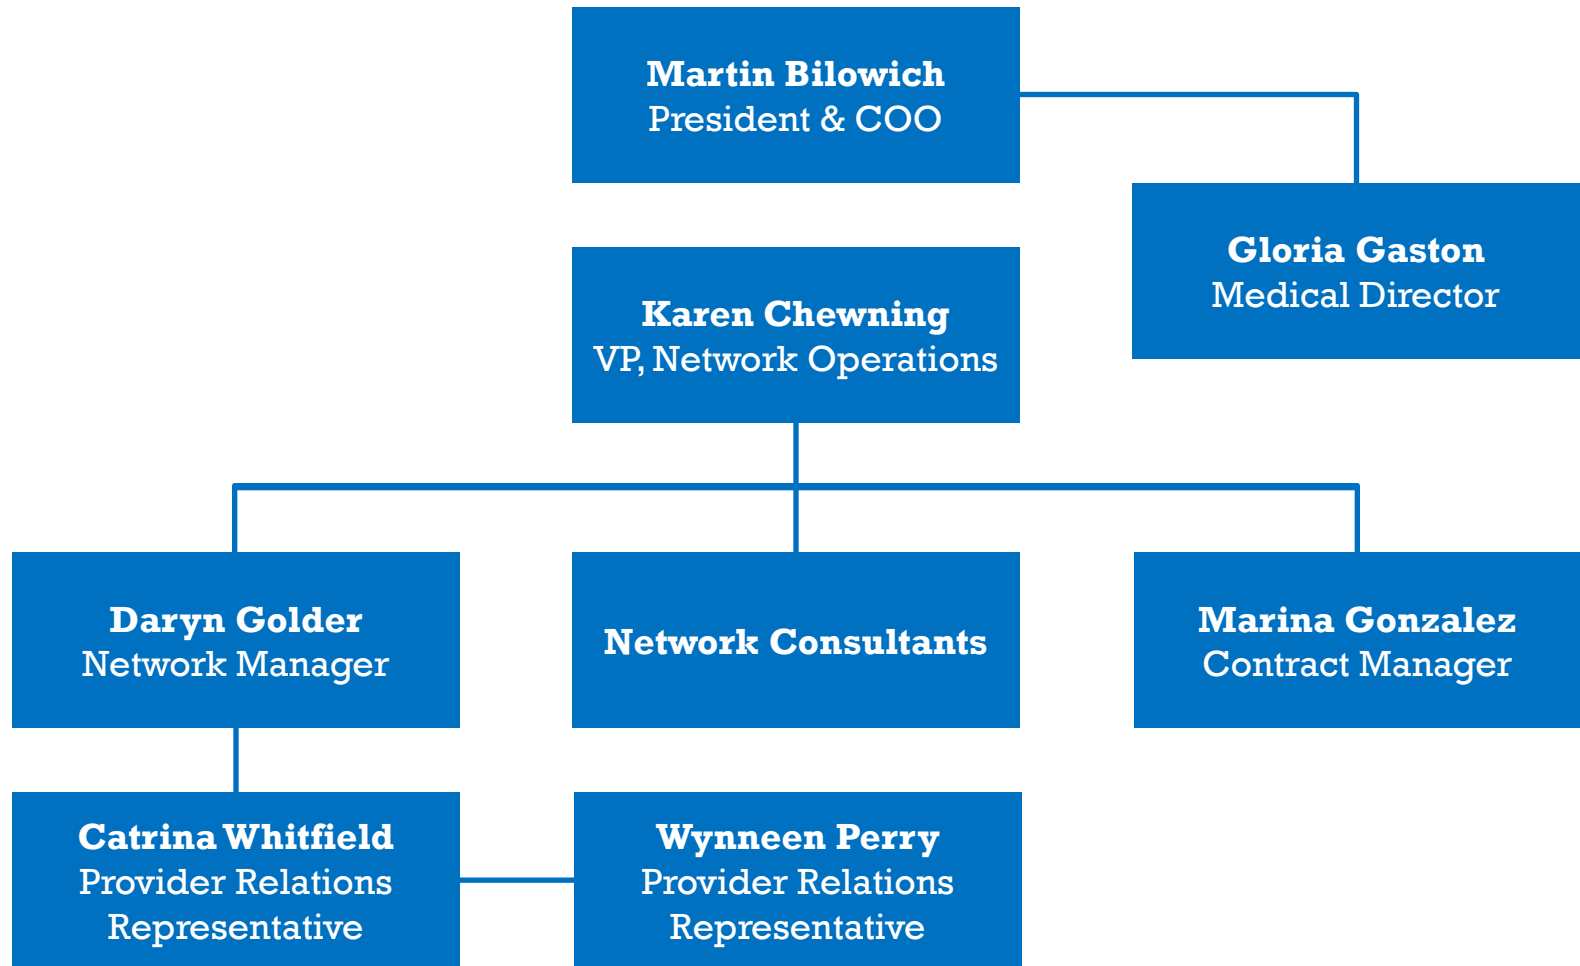 Martin Bilowich
President & COO
Gloria Gaston
Medical Director
Karen Chewning
VP, Network Operations
Daryn Golder
Network Manager
Network Consultants
Marina Gonzalez
Contract Manager
Catrina Whitfield
Provider Relations
Representative
Wynneen Perry
Provider Relations
Representative